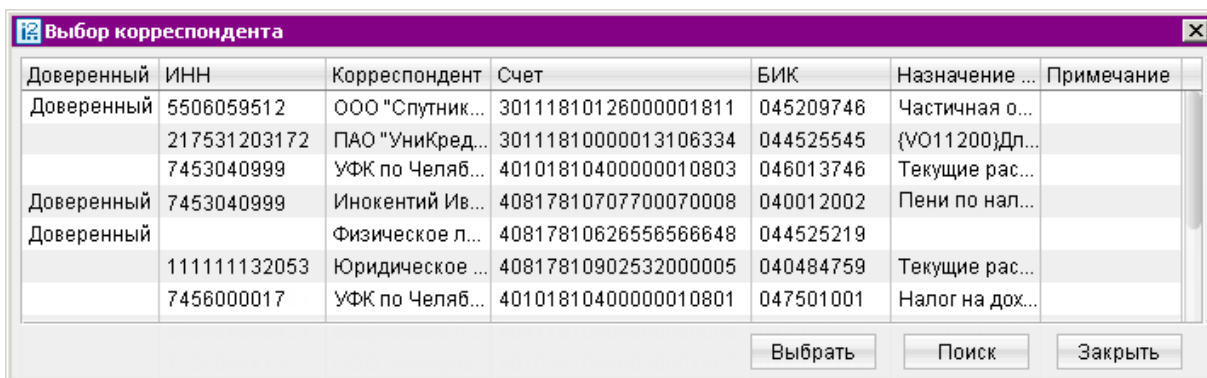 Выбор корреспондента
Доверенный ИНН Корреспондент Счет БИК Назначение ... Примечание
Доверенный 5506059512 ООО "Спутник... 30111810126000001811 045209746 Частичная о...
217531203172 ПАО "УниКред... 30111810000013106334 044525545 {VO11200}Дл...
7453040999 УФК по Челяб... 40101810400000010803 046013746 Текущие рас...
Доверенный 7453040999 Инокентий Ив... 40817810707700070008 040012002 Пени по нал...
Доверенный Физическое л... 40817810626556566648 044525219
111111132053 Юридическое ... 40817810902532000005 040484759 Текущие рас...
7456000017 УФК по Челяб... 40101810400000010801 047501001 Налог на дох...
Выбрать Поиск Закрыть